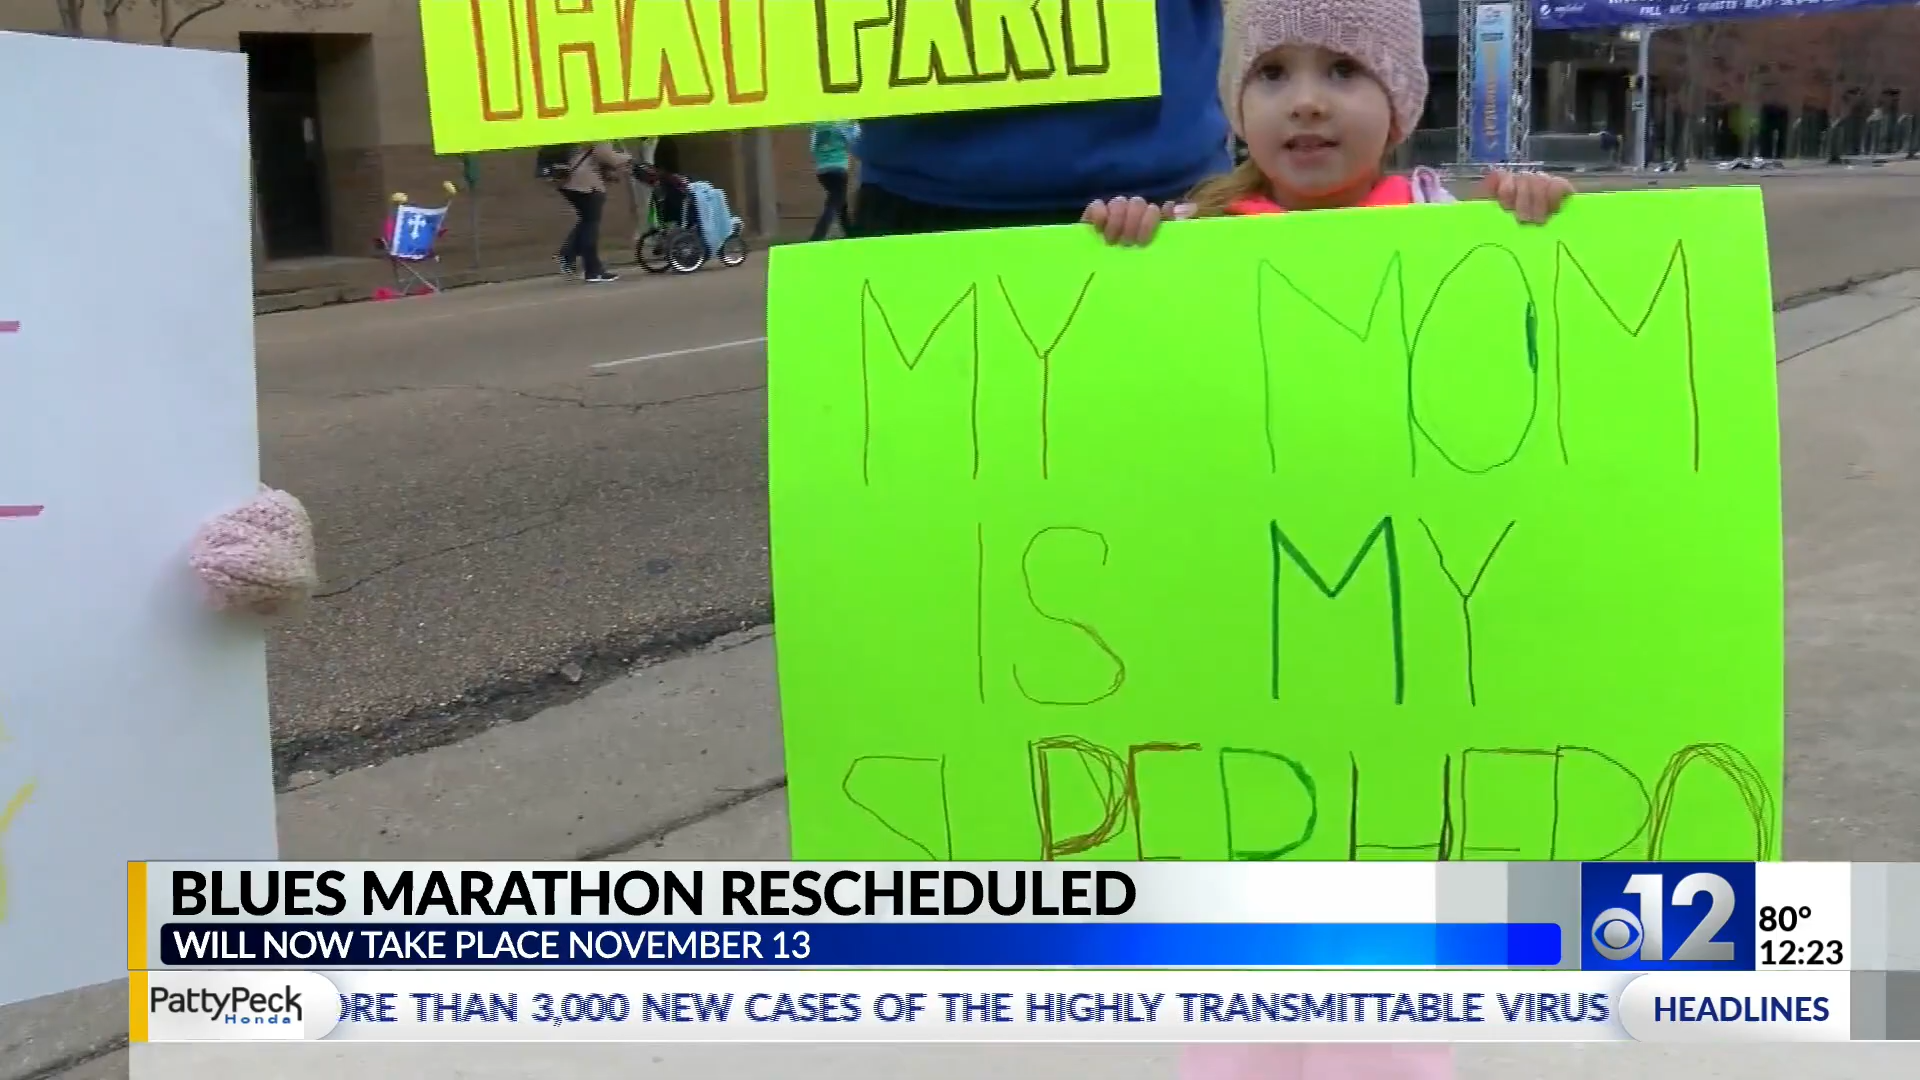 THAT PART
MY MOM
IS MY
SUPERHERO
BLUES MARATHON RESCHEDULED
WILL NOW TAKE PLACE NOVEMBER 13
12
80°
12:23
PattyPeck
Honda
ORE THAN 3,000 NEW CASES OF THE HIGHLY TRANSMITTABLE VIRUS
HEADLINES